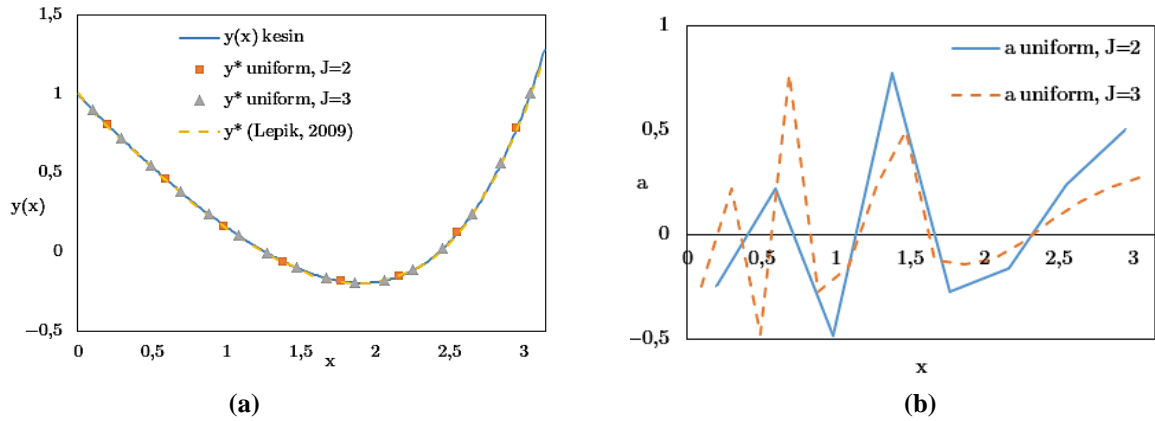 1,5
1
0,5
0
−0,5
y(x)
y(x) kesin
y* uniform, J=2
y* uniform, J=3
y* (Lepik, 2009)
0 0,5 1 1,5 2 2,5 3
x
(a)
1
0,5
0
−0,5
a
a uniform, J=2
a uniform, J=3
0 0,5 1 1,5 2 2,5 3
x
(b)